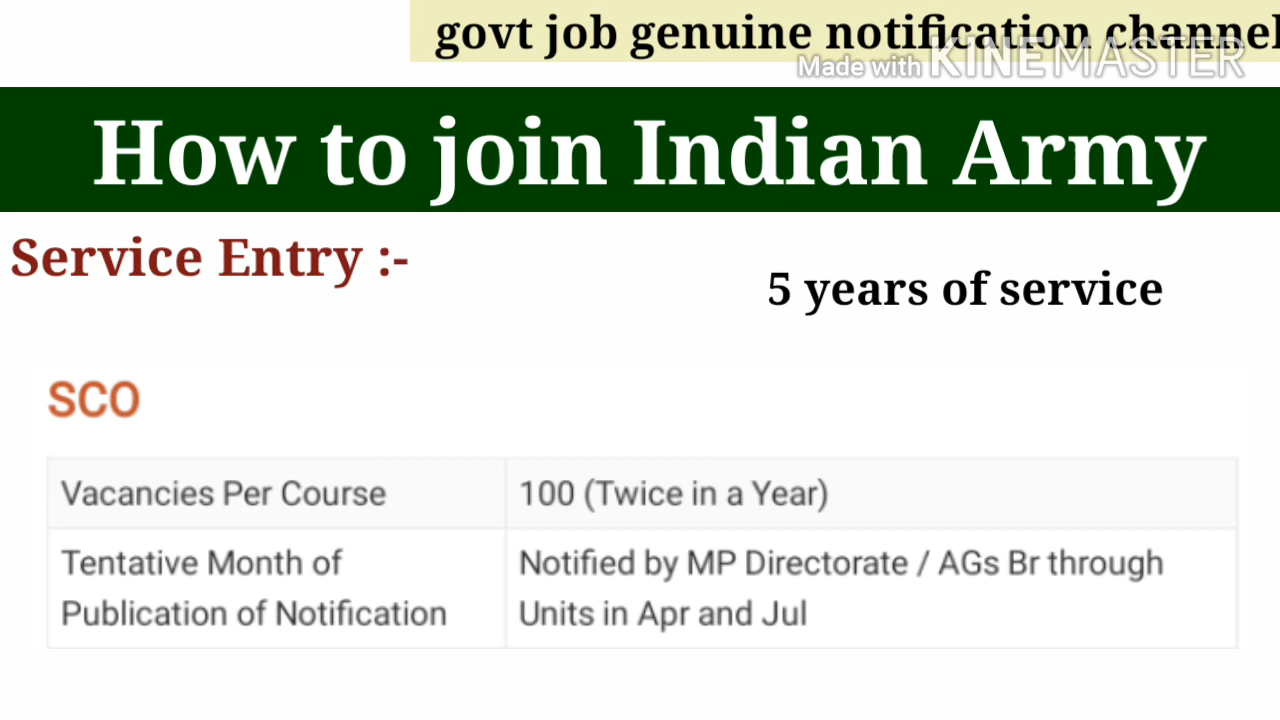 govt job genuine notification channel
Made with KINEMASTER
How to join Indian Army
Service Entry :-
5 years of service
SCO
Vacancies Per Course
100 (Twice in a Year)
Tentative Month of
Publication of Notification
Notified by MP Directorate / AGs Br through
Units in Apr and Jul